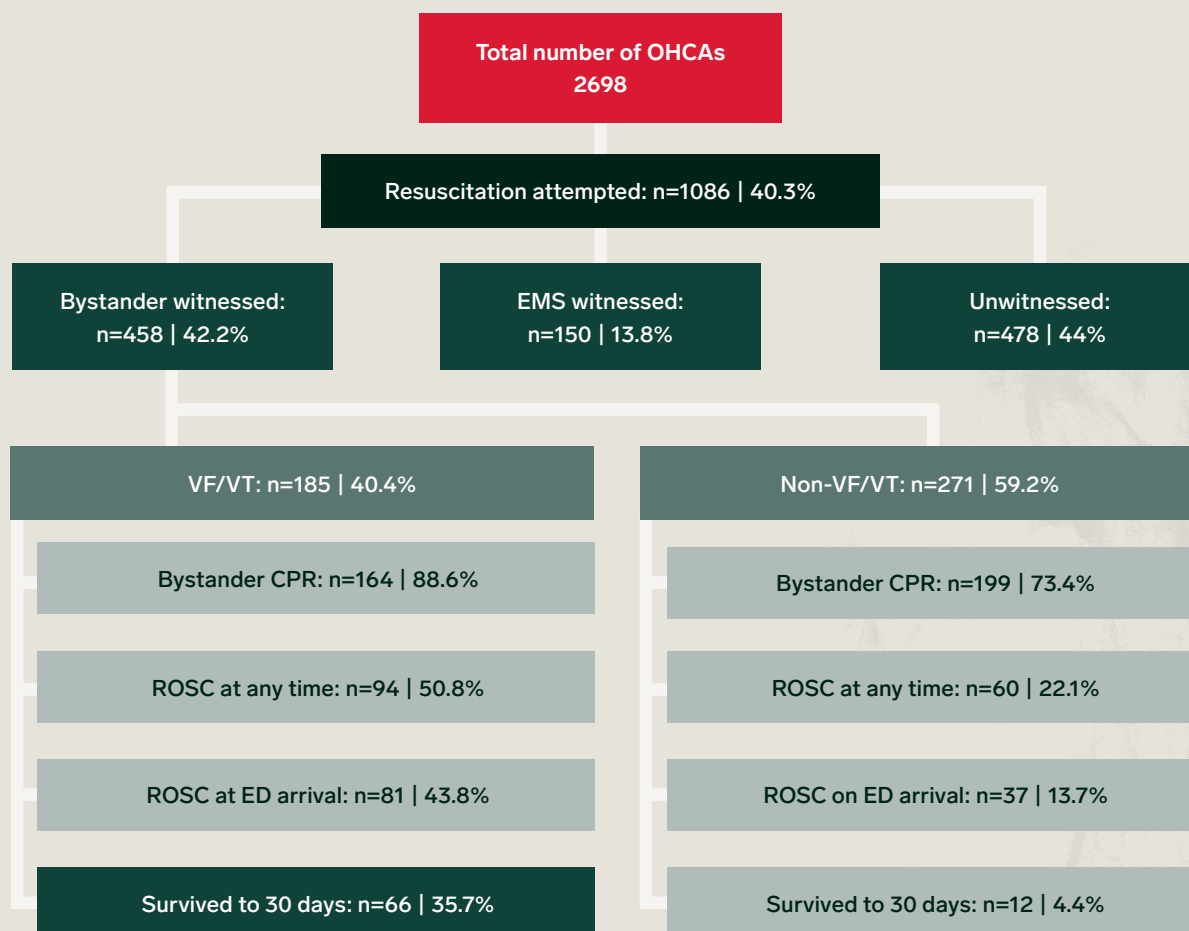 Total number of OHCAs
2698
Resuscitation attempted: n=1086 | 40.3%
Bystander witnessed:
n=458 | 42.2%
EMS witnessed:
n=150 | 13.8%
Unwitnessed:
n=478 | 44%
VF/VT: n=185 | 40.4%
Non-VF/VT: n=271 | 59.2%
Bystander CPR: n=164 | 88.6%
Bystander CPR: n=199 | 73.4%
ROSC at any time: n=94 | 50.8%
ROSC at any time: n=60 | 22.1%
ROSC at ED arrival: n=81 | 43.8%
ROSC on ED arrival: n=37 | 13.7%
Survived to 30 days: n=66 | 35.7%
Survived to 30 days: n=12 | 4.4%